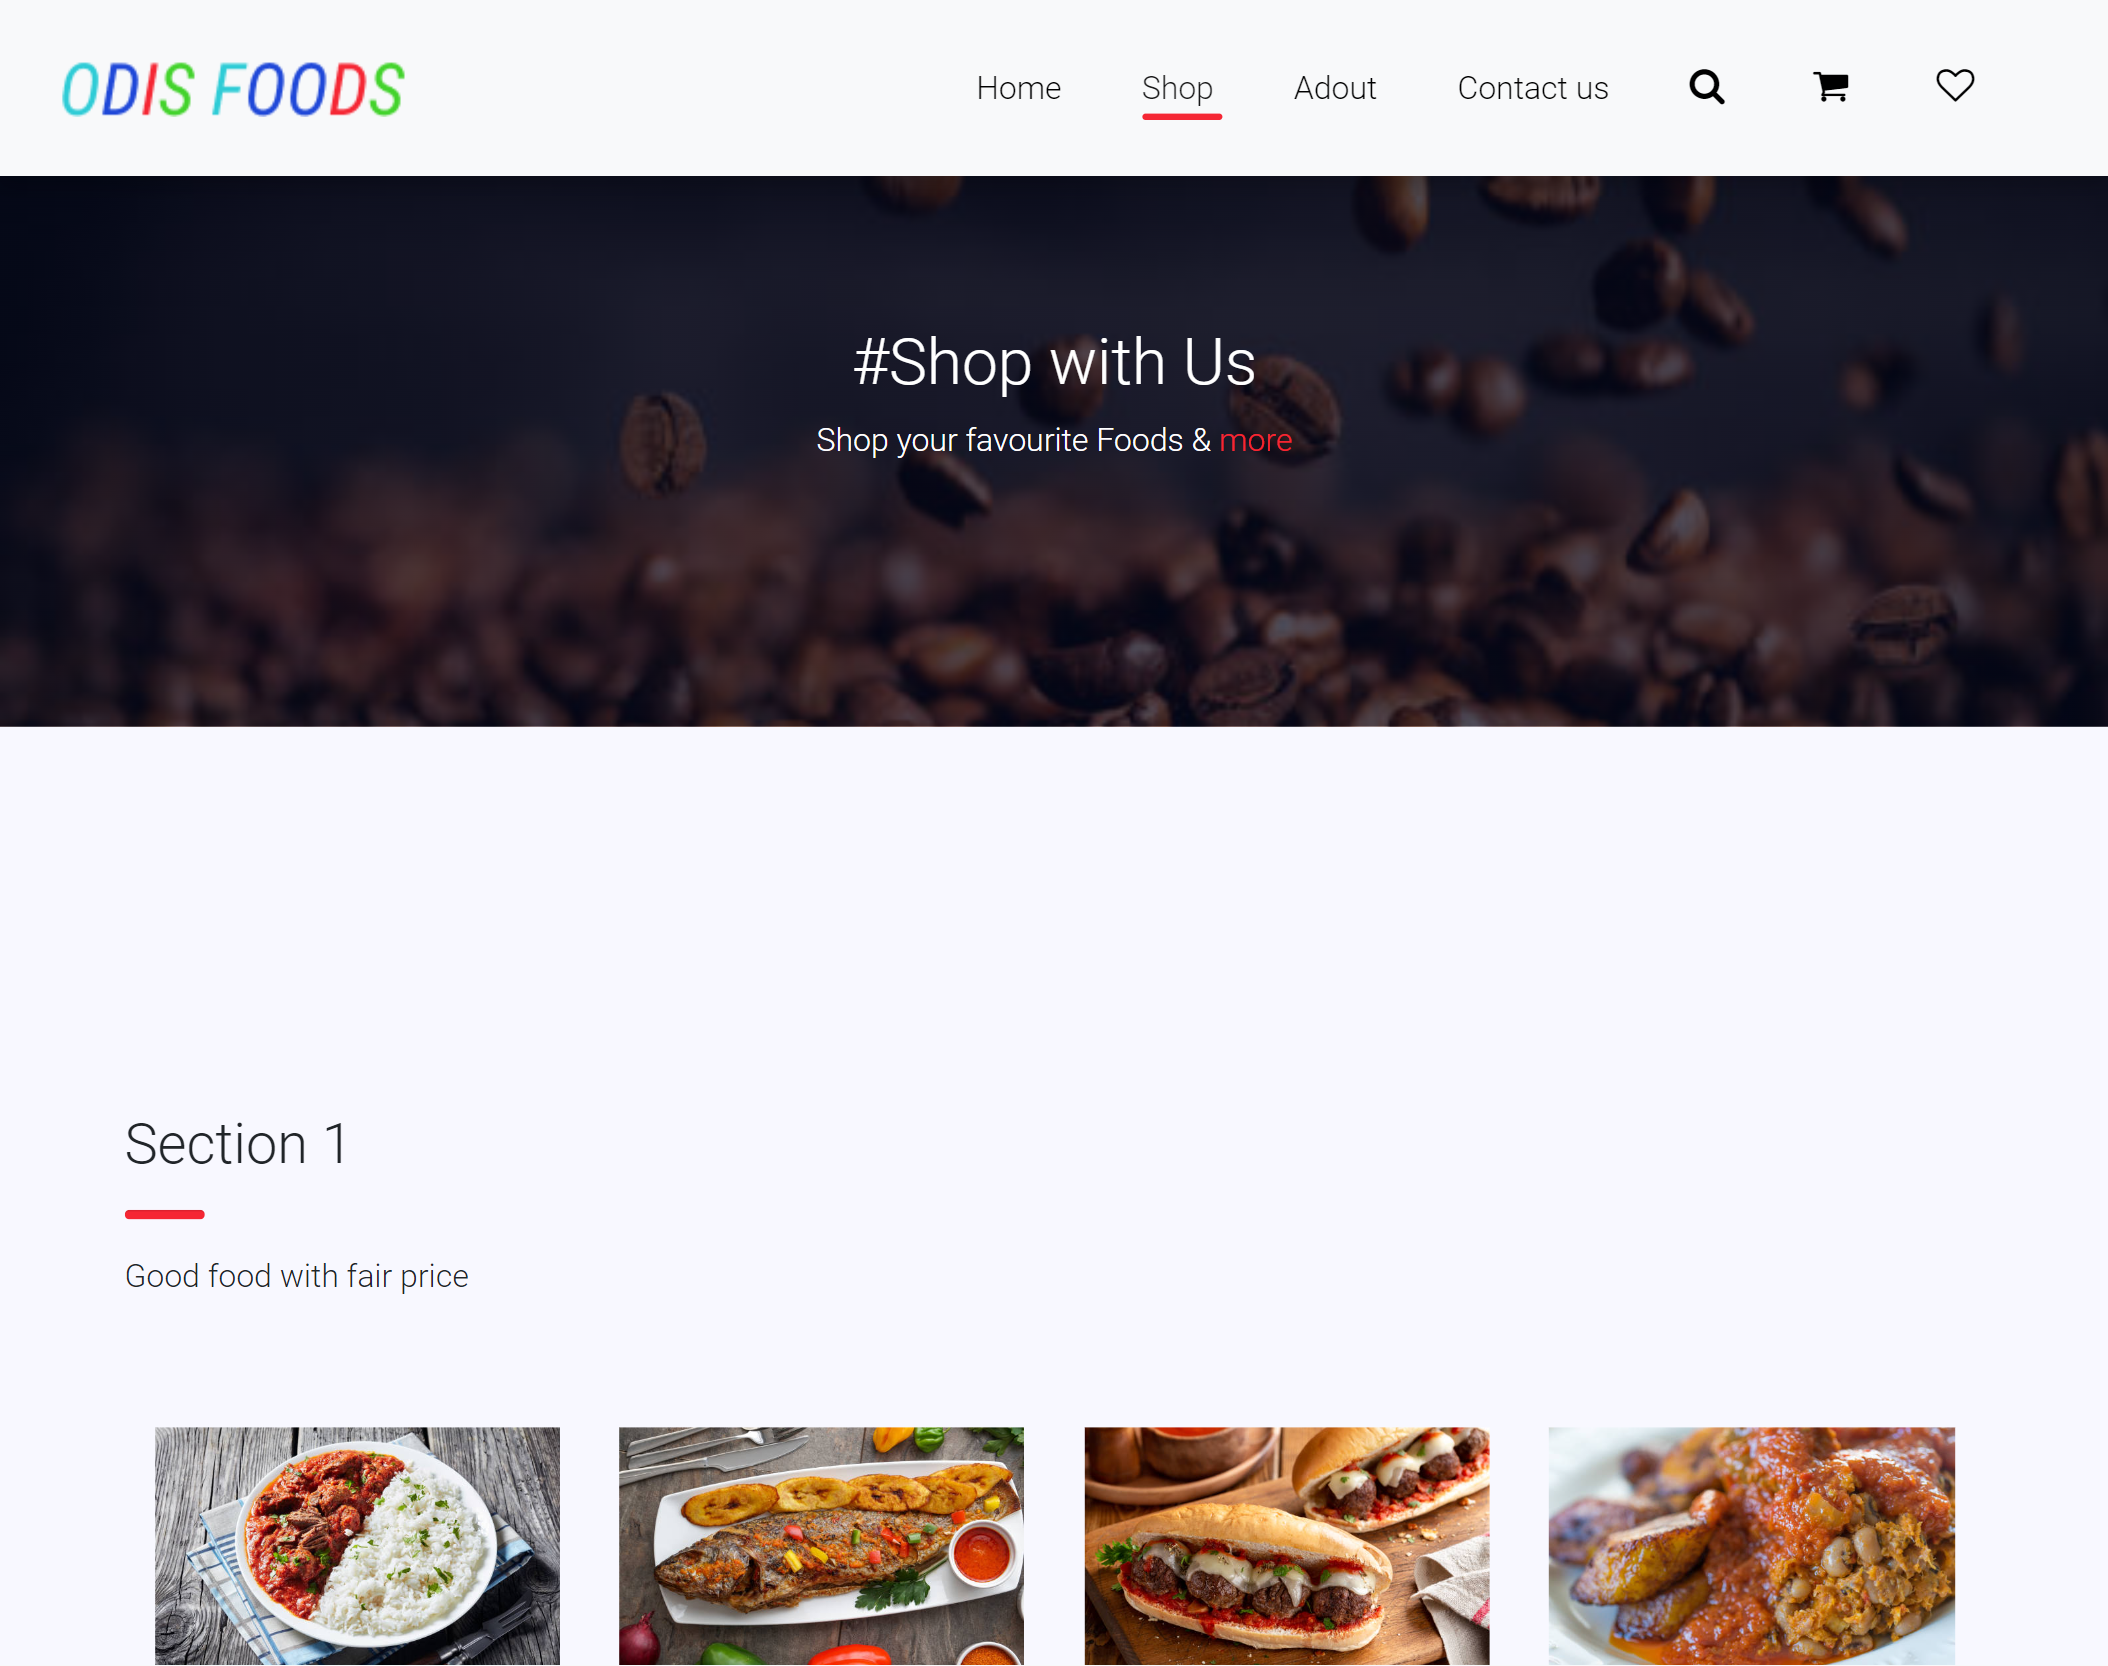 ODIS FOODS
Home Shop Adout Contact us
#Shop with Us
Shop your favourite Foods & more
Section 1
Good food with fair price